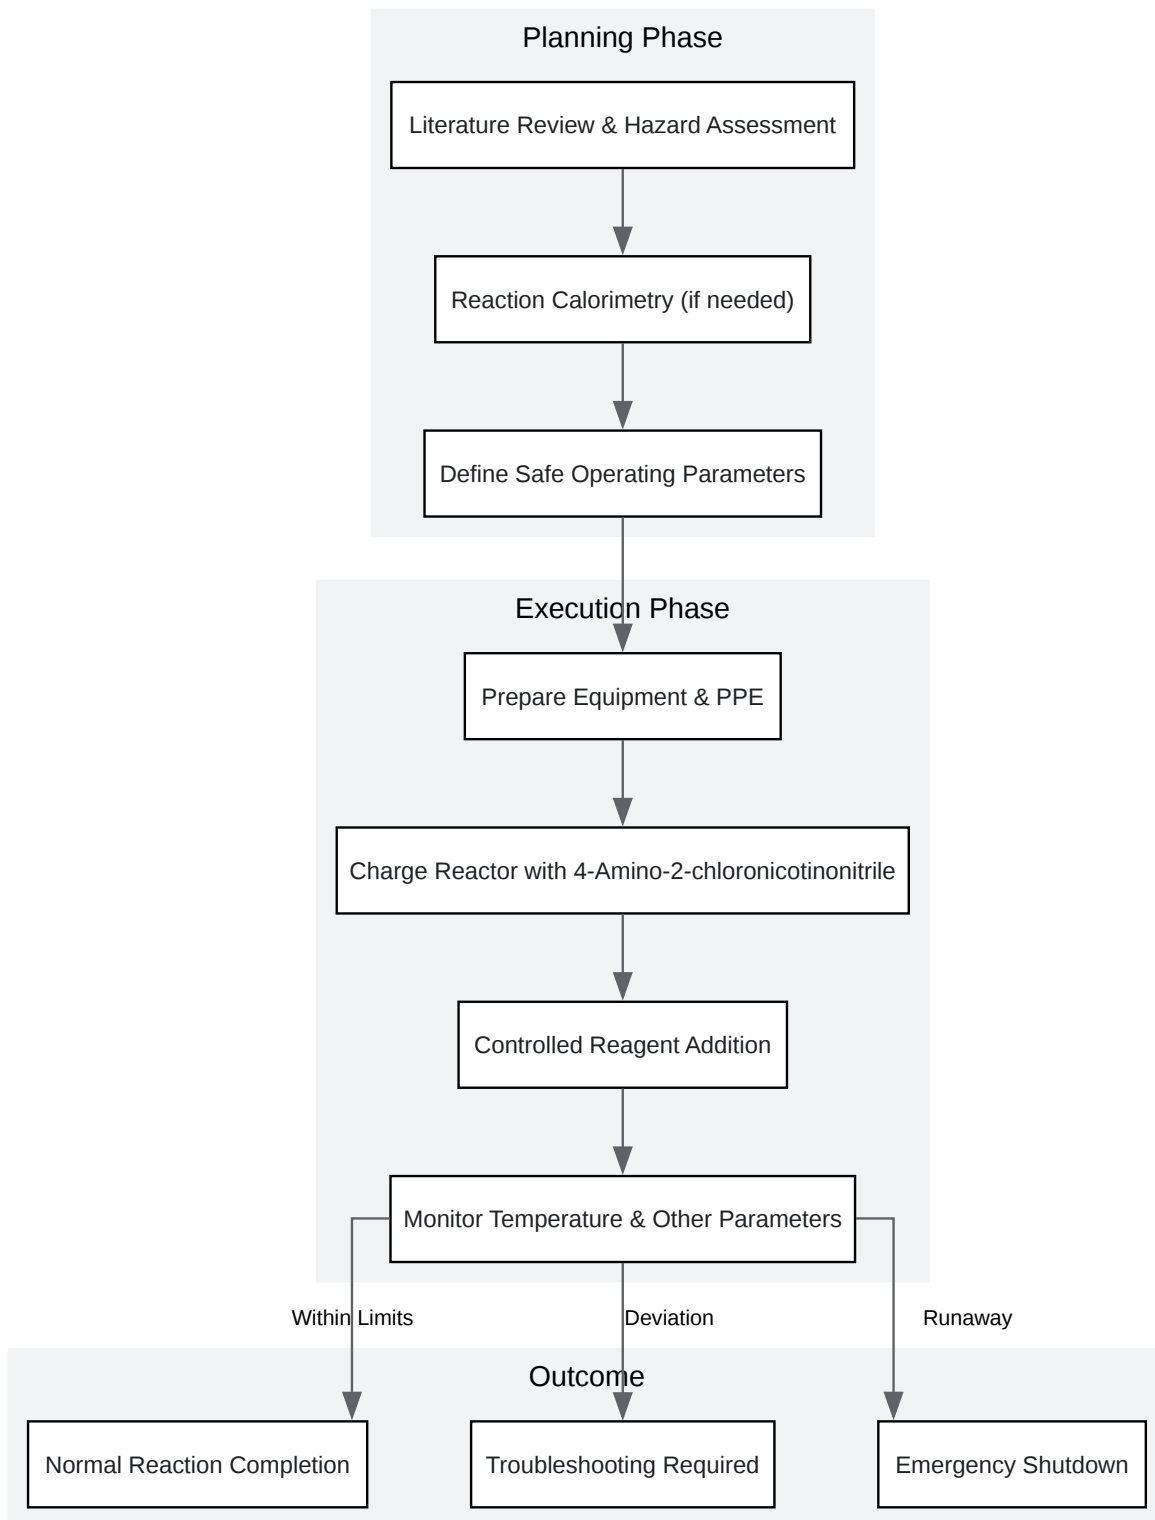 Planning Phase
Literature Review & Hazard Assessment
Reaction Calorimetry (if needed)
Define Safe Operating Parameters
Execution Phase
Prepare Equipment & PPE
Charge Reactor with 4-Amino-2-chloronicotinonitrile
Controlled Reagent Addition
Monitor Temperature & Other Parameters
Within Limits
Deviation
Runaway
Outcome
Normal Reaction Completion
Troubleshooting Required
Emergency Shutdown